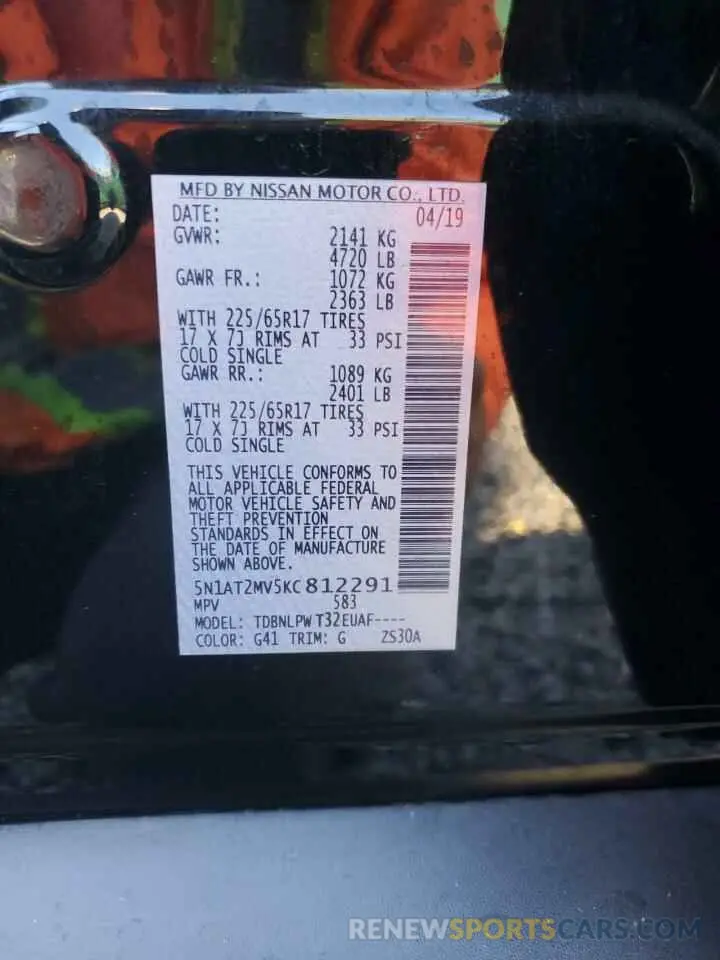 MFD BY NISSAN MOTOR CO., LTD.
DATE: 04/19
GVWR: 2141 KG
4720 LB
GAWR FR.: 1072 KG
2363 LB
WITH 225/65R17 TIRES
17 X 7J RIMS AT 33 PSI
COLD SINGLE
GAWR RR.: 1089 KG
2401 LB
WITH 225/65R17 TIRES
17 X 7J RIMS AT 33 PSI
COLD SINGLE
THIS VEHICLE CONFORMS TO
ALL APPLICABLE FEDERAL
MOTOR VEHICLE SAFETY AND
THEFT PREVENTION
STANDARDS IN EFFECT ON
THE DATE OF MANUFACTURE
SHOWN ABOVE.
5N1AT2MV5KC812291
MPV 583
MODEL: TDBNLPW T32EUAF----
COLOR: G41 TRIM: G ZS30A
RENEWSPORTSCARS.COM